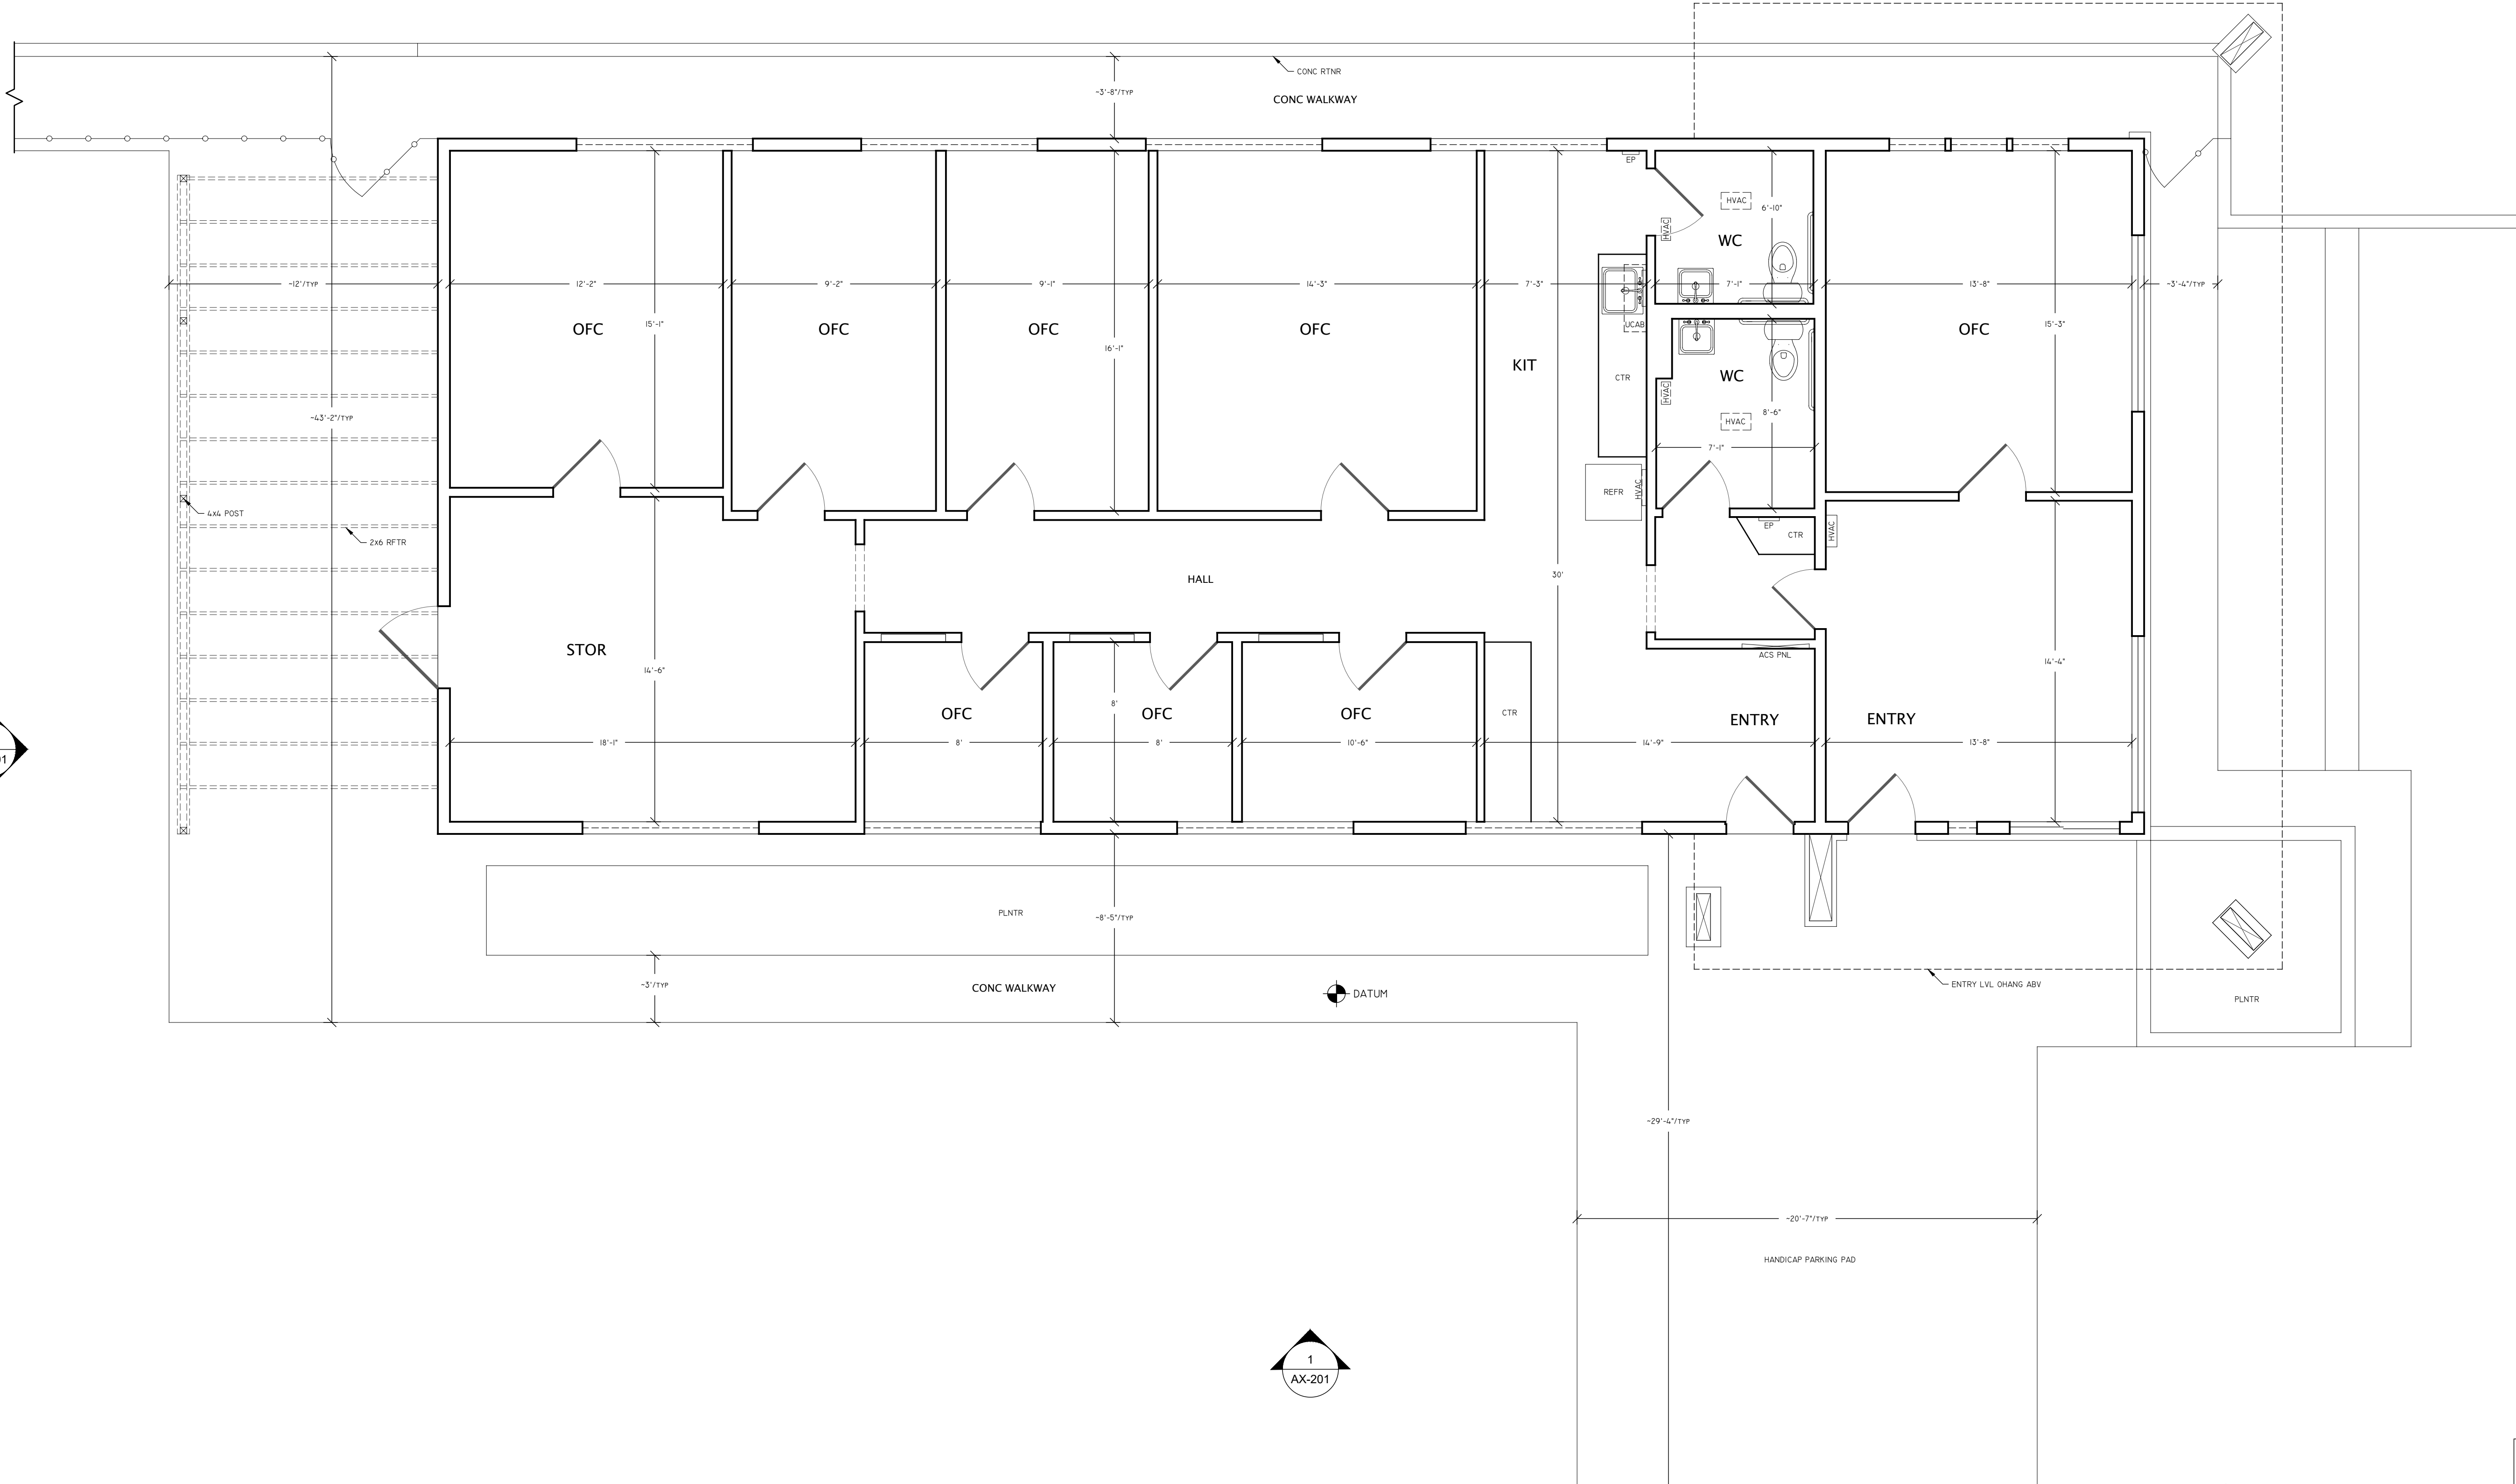 CONC RTNR
~3'-8"/TYP
CONC WALKWAY
EP
HVAC
6'-10"
HVAC
WC
~12'/TYP
12'-2"
9'-2"
9'-1"
14'-3"
7'-3"
7'-1"
13'-8"
~3'-4"/TYP
OFC
15'-1"
OFC
OFC
OFC
UCAB
OFC
15'-3"
16'-1"
KIT
CTR
WC
HVAC
~43'-2"/TYP
8'-6"
HVAC
7'-1"
REFR
HVAC
4x4 POST
EP
CTR
HVAC
2x6 RFTR
HALL
30'
STOR
14'-6"
ACS PNL
14'-4"
8'
OFC
OFC
OFC
CTR
ENTRY
ENTRY
18'-1"
8'
8'
10'-6"
14'-9"
13'-8"
PLNTR
~8'-5"/TYP
~3'/TYP
CONC WALKWAY
DATUM
ENTRY LVL OHANG ABV
PLNTR
~29'-4"/TYP
~20'-7"/TYP
HANDICAP PARKING PAD
1
AX-201